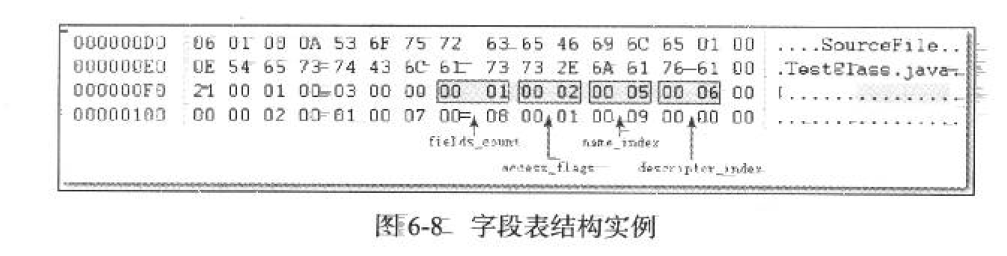 000000D0 06 01 00 0A 53 6F 75 72 63 65 46 69 6C 65 01 00 ....SourceFile..
000000E0 0E 54 65 73 74 43 6C 61 73 73 2E 6A 61 76 61 00 .TestClass.java.
000000F0 21 00 01 00 03 00 00 00 01 00 02 00 05 00 06 00 !...............
00000100 00 00 02 00 01 00 07 00 08 00 01 00 09 00 00 00 ................
fields_count name_index
access_flags descriptor_index
图6-8 字段表结构实例